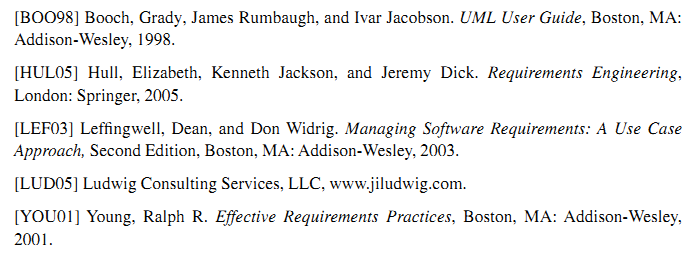 [BOO98] Booch, Grady, James Rumbaugh, and Ivar Jacobson. UML User Guide, Boston, MA:
Addison-Wesley, 1998.
[HUL05] Hull, Elizabeth, Kenneth Jackson, and Jeremy Dick. Requirements Engineering,
London: Springer, 2005.
[LEF03] Leffingwell, Dean, and Don Widrig. Managing Software Requirements: A Use Case
Approach, Second Edition, Boston, MA: Addison-Wesley, 2003.
[LUD05] Ludwig Consulting Services, LLC, www.jiludwig.com.
[YOU01] Young, Ralph R. Effective Requirements Practices, Boston, MA: Addison-Wesley,
2001.